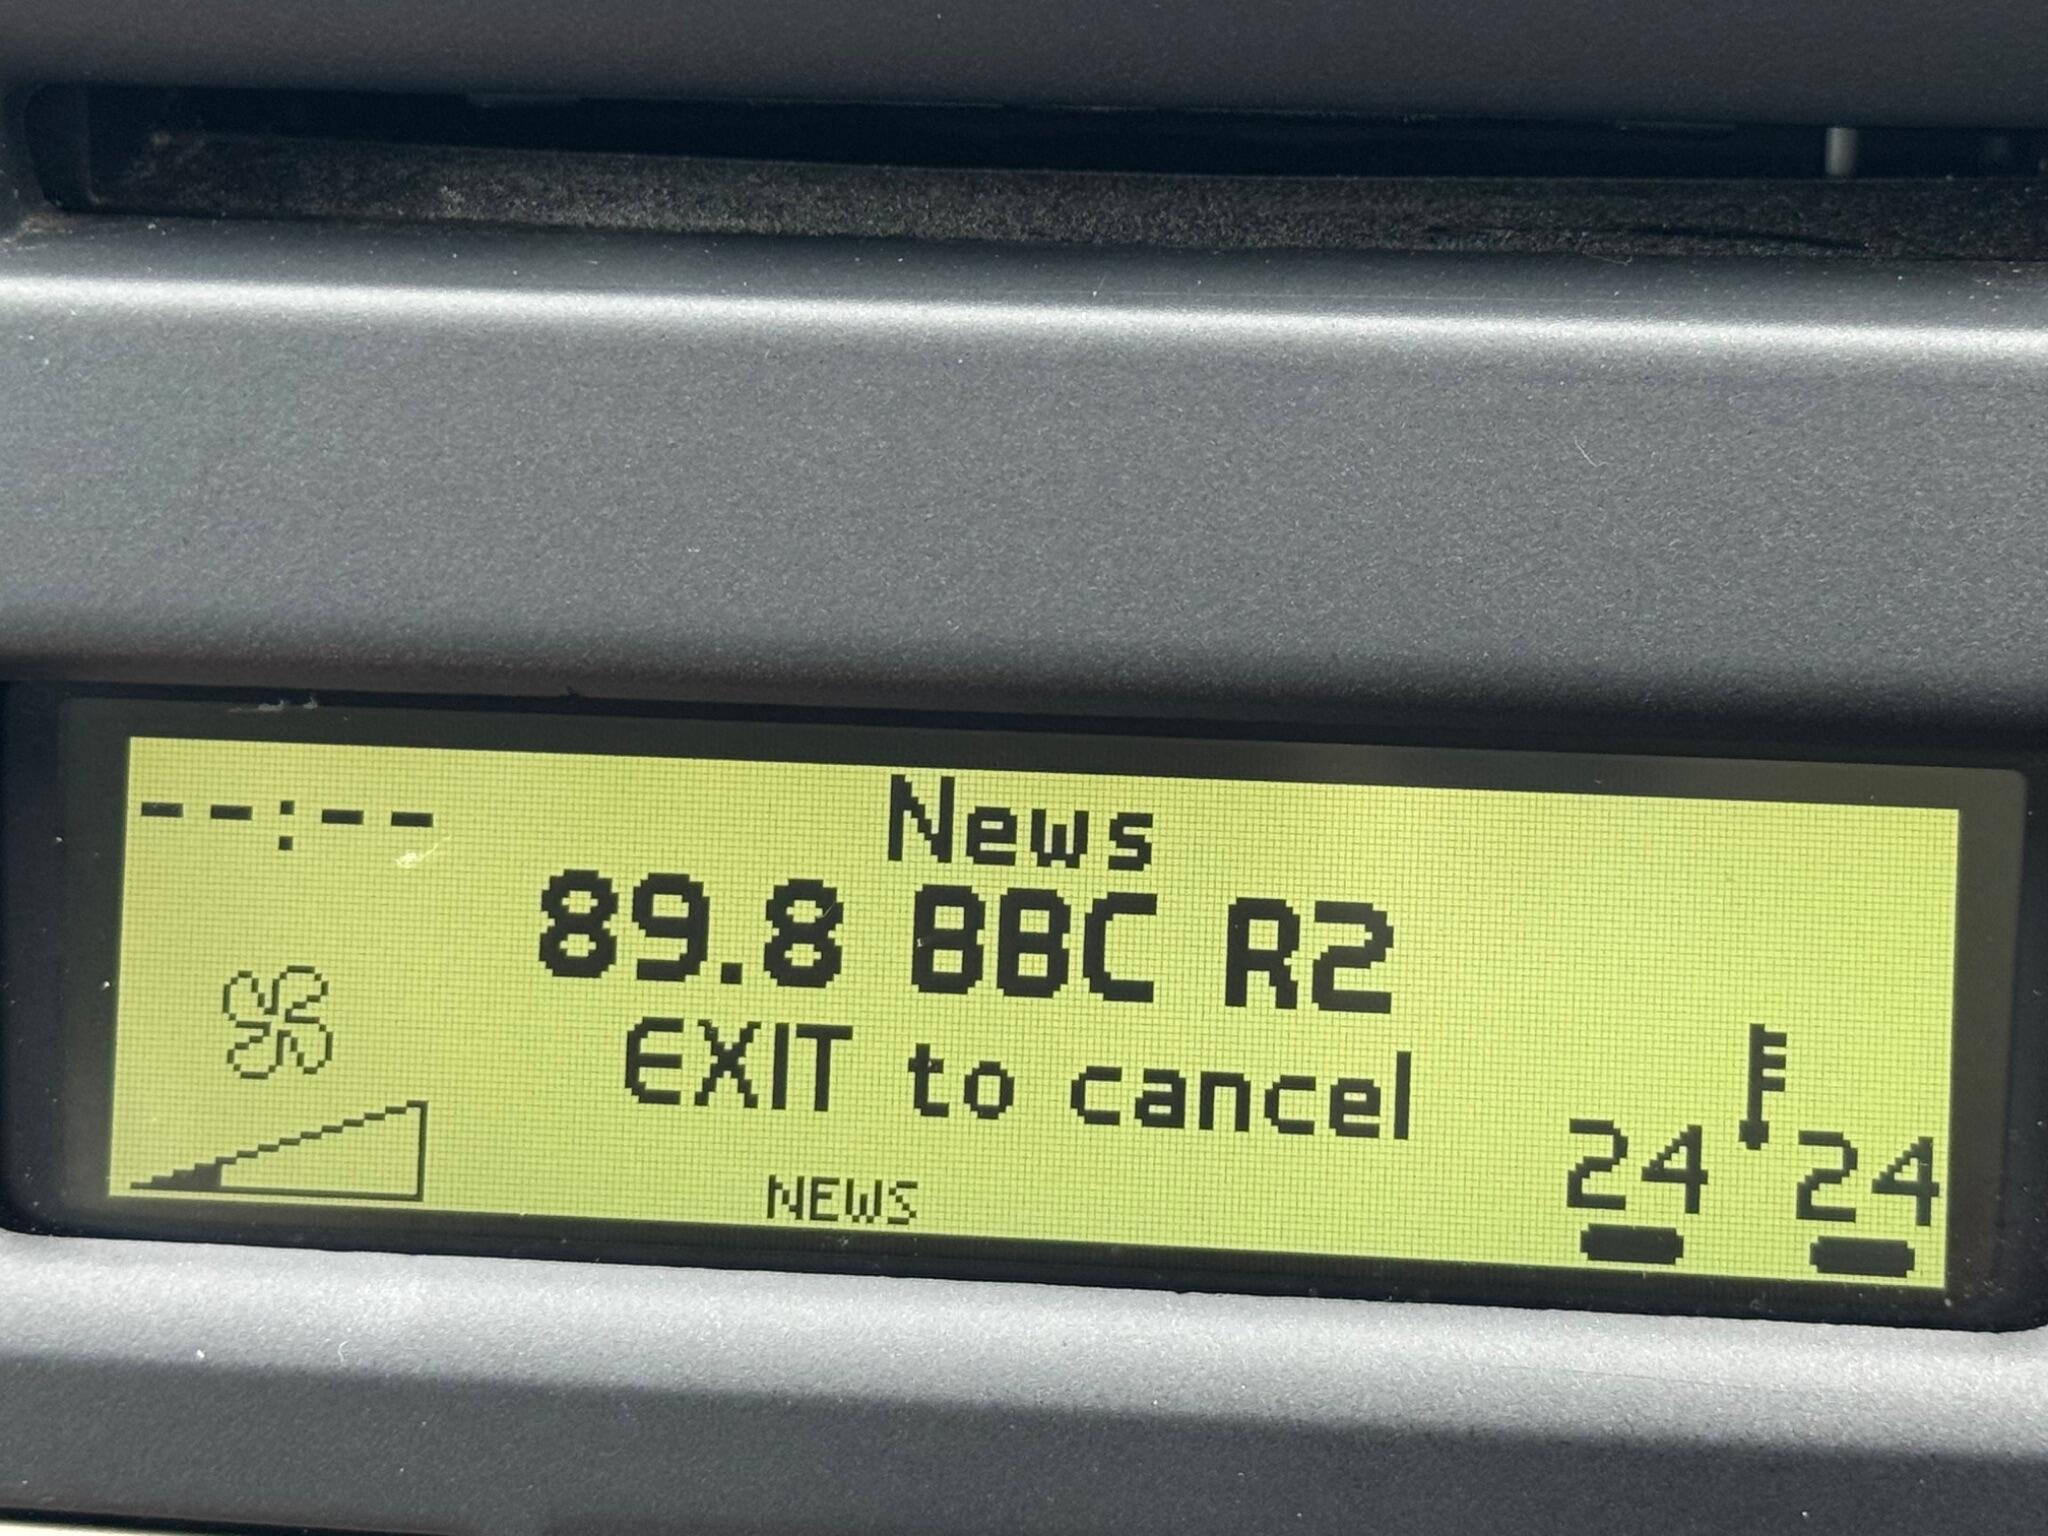 --:--
News
89.8 BBC R2
EXIT to cancel
24 24
NEWS